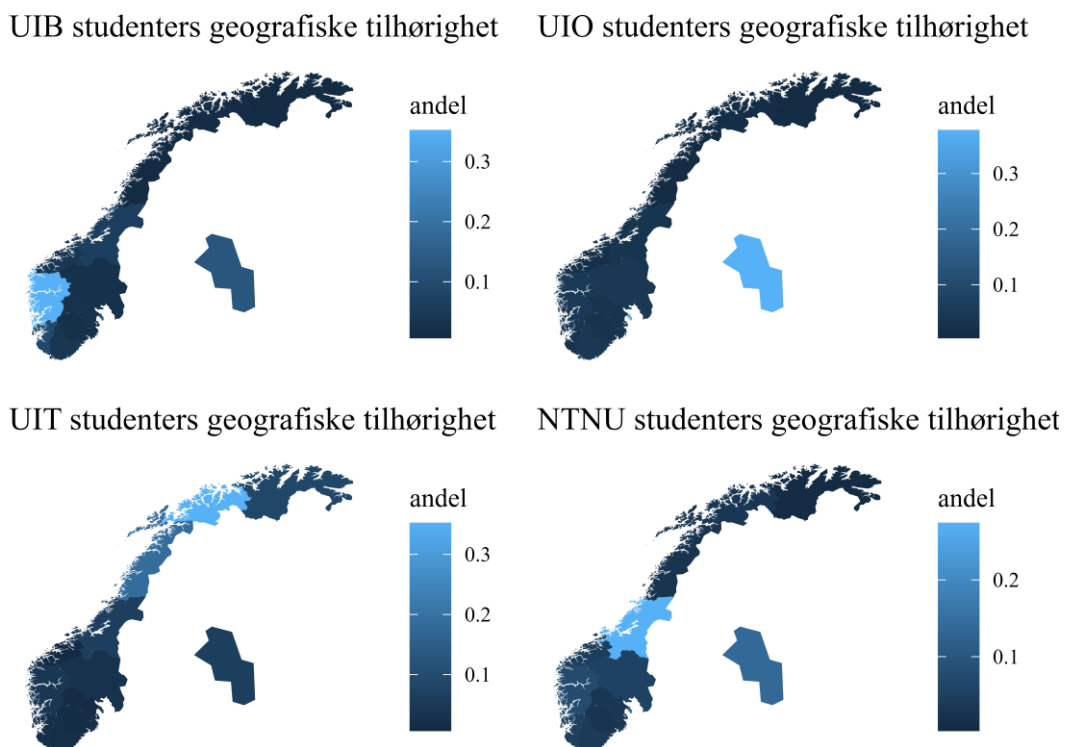 UIB studenters geografiske tilhørighet
andel
0.3
0.2
0.1
UIO studenters geografiske tilhørighet
andel
0.3
0.2
0.1
UIT studenters geografiske tilhørighet
andel
0.3
0.2
0.1
NTNU studenters geografiske tilhørighet
andel
0.2
0.1